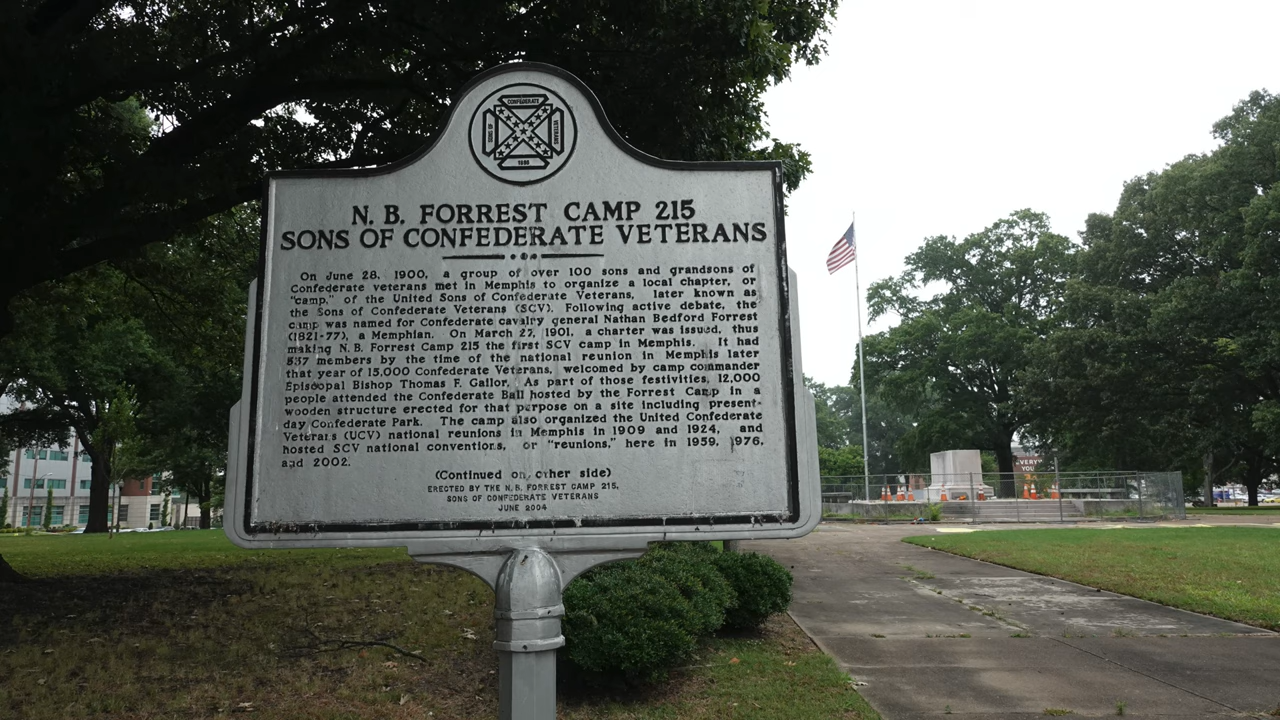 CONFEDERATE
SONS OF
VETERANS
1896
N. B. FORREST CAMP 215
SONS OF CONFEDERATE VETERANS
On June 28, 1900, a group of over 100 sons and grandsons of
Confederate veterans met in Memphis to organize a local chapter, or
"camp," of the United Sons of Confederate Veterans, later known as
the Sons of Confederate Veterans (SCV). Following active debate, the
camp was named for Confederate cavalry general Nathan Bedford Forrest
(1821-77), a Memphian. On March 27, 1901, a charter was issued, thus
making N. B. Forrest Camp 215 the first SCV camp in Memphis. It had
837 members by the time of the national reunion in Memphis later
that year of 15,000 Confederate Veterans, welcomed by camp commander
Episcopal Bishop Thomas F. Gailor. As part of those festivities, 12,000
people attended the Confederate Ball hosted by the Forrest Camp in a
wooden structure erected for that purpose on a site including present-
day Confederate Park. The camp also organized the United Confederate
Veterans (UCV) national reunions in Memphis in 1909 and 1924, and
hosted SCV national conventions, or "reunions," here in 1959, 1976,
and 2002.
(Continued on other side)
ERECTED BY THE N. B. FORREST CAMP 215,
SONS OF CONFEDERATE VETERANS
JUNE 2004
EVERY
YOU